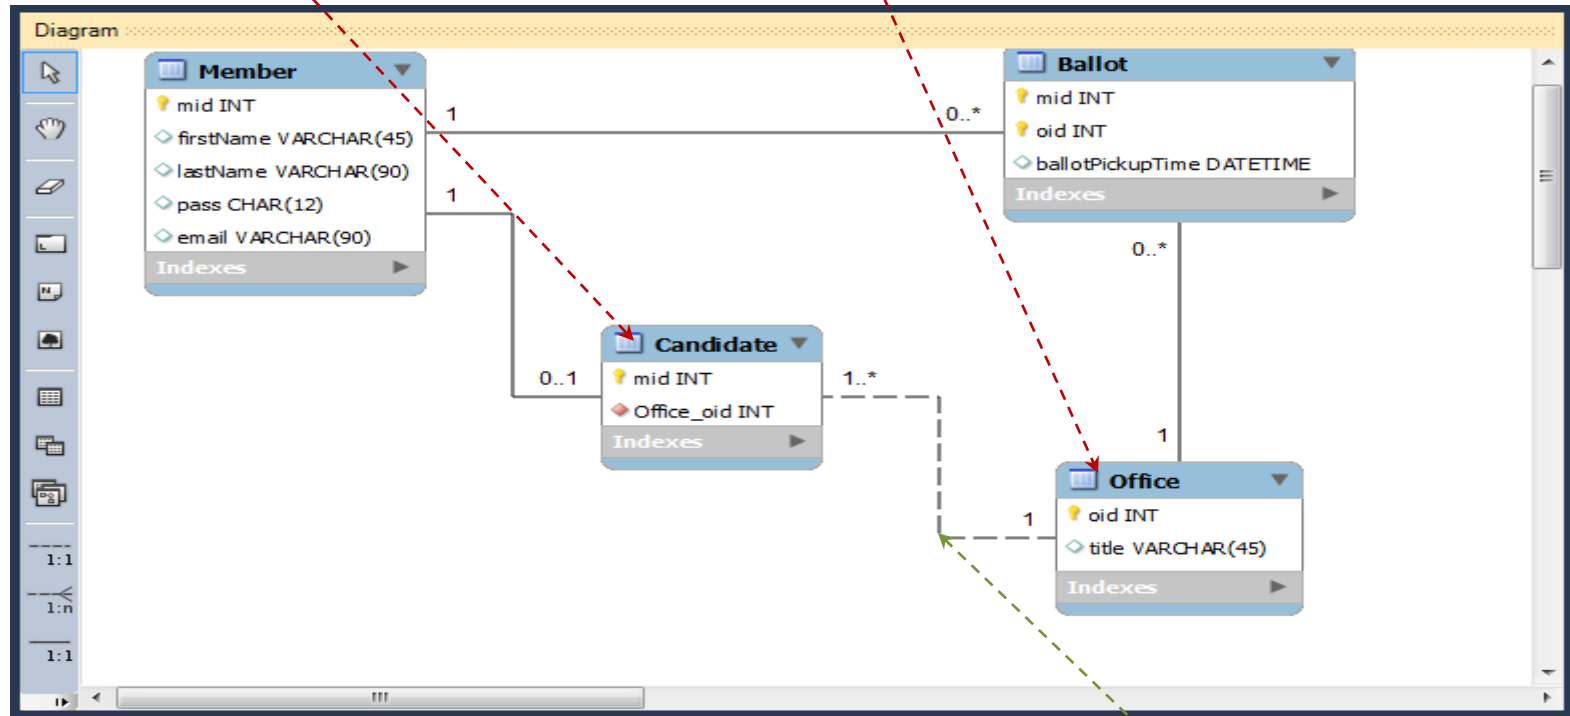 Diagram
Member
mid INT
firstName VARCHAR(45)
lastName VARCHAR(90)
pass CHAR(12)
email VARCHAR(90)
Indexes
1
0..*
1
Ballot
mid INT
oid INT
ballotPickupTime DATETIME
Indexes
0..*
1
Candidate
mid INT
Office_oid INT
Indexes
0..1
1..*
1
Office
oid INT
title VARCHAR(45)
Indexes
L
N
1:1
1:n
1:1